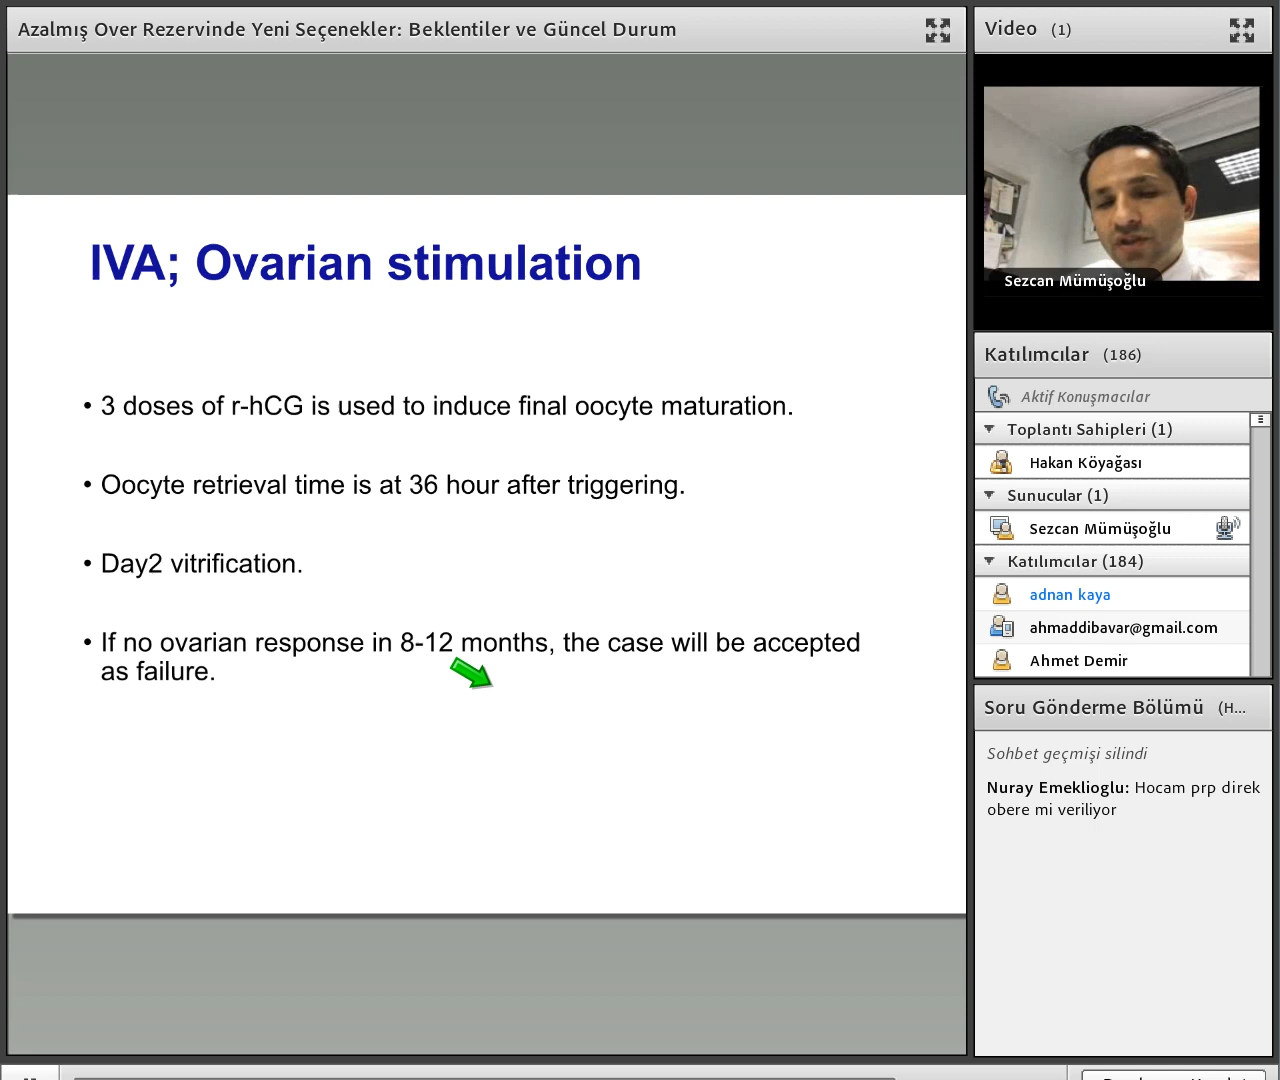 Azalmış Over Rezervinde Yeni Seçenekler: Beklentiler ve Güncel Durum
IVA; Ovarian stimulation
• 3 doses of r-hCG is used to induce final oocyte maturation.
• Oocyte retrieval time is at 36 hour after triggering.
• Day2 vitrification.
• If no ovarian response in 8-12 months, the case will be accepted
as failure.
Video (1)
Sezcan Mümüşoğlu
Katılımcılar (186)
Aktif Konuşmacılar
Toplantı Sahipleri (1)
Hakan Köyağası
Sunucular (1)
Sezcan Mümüşoğlu
Katılımcılar (184)
adnan kaya
ahmaddibavar@gmail.com
Ahmet Demir
Soru Gönderme Bölümü (H...
Sohbet geçmişi silindi
Nuray Emeklioglu: Hocam prp direk
obere mi veriliyor